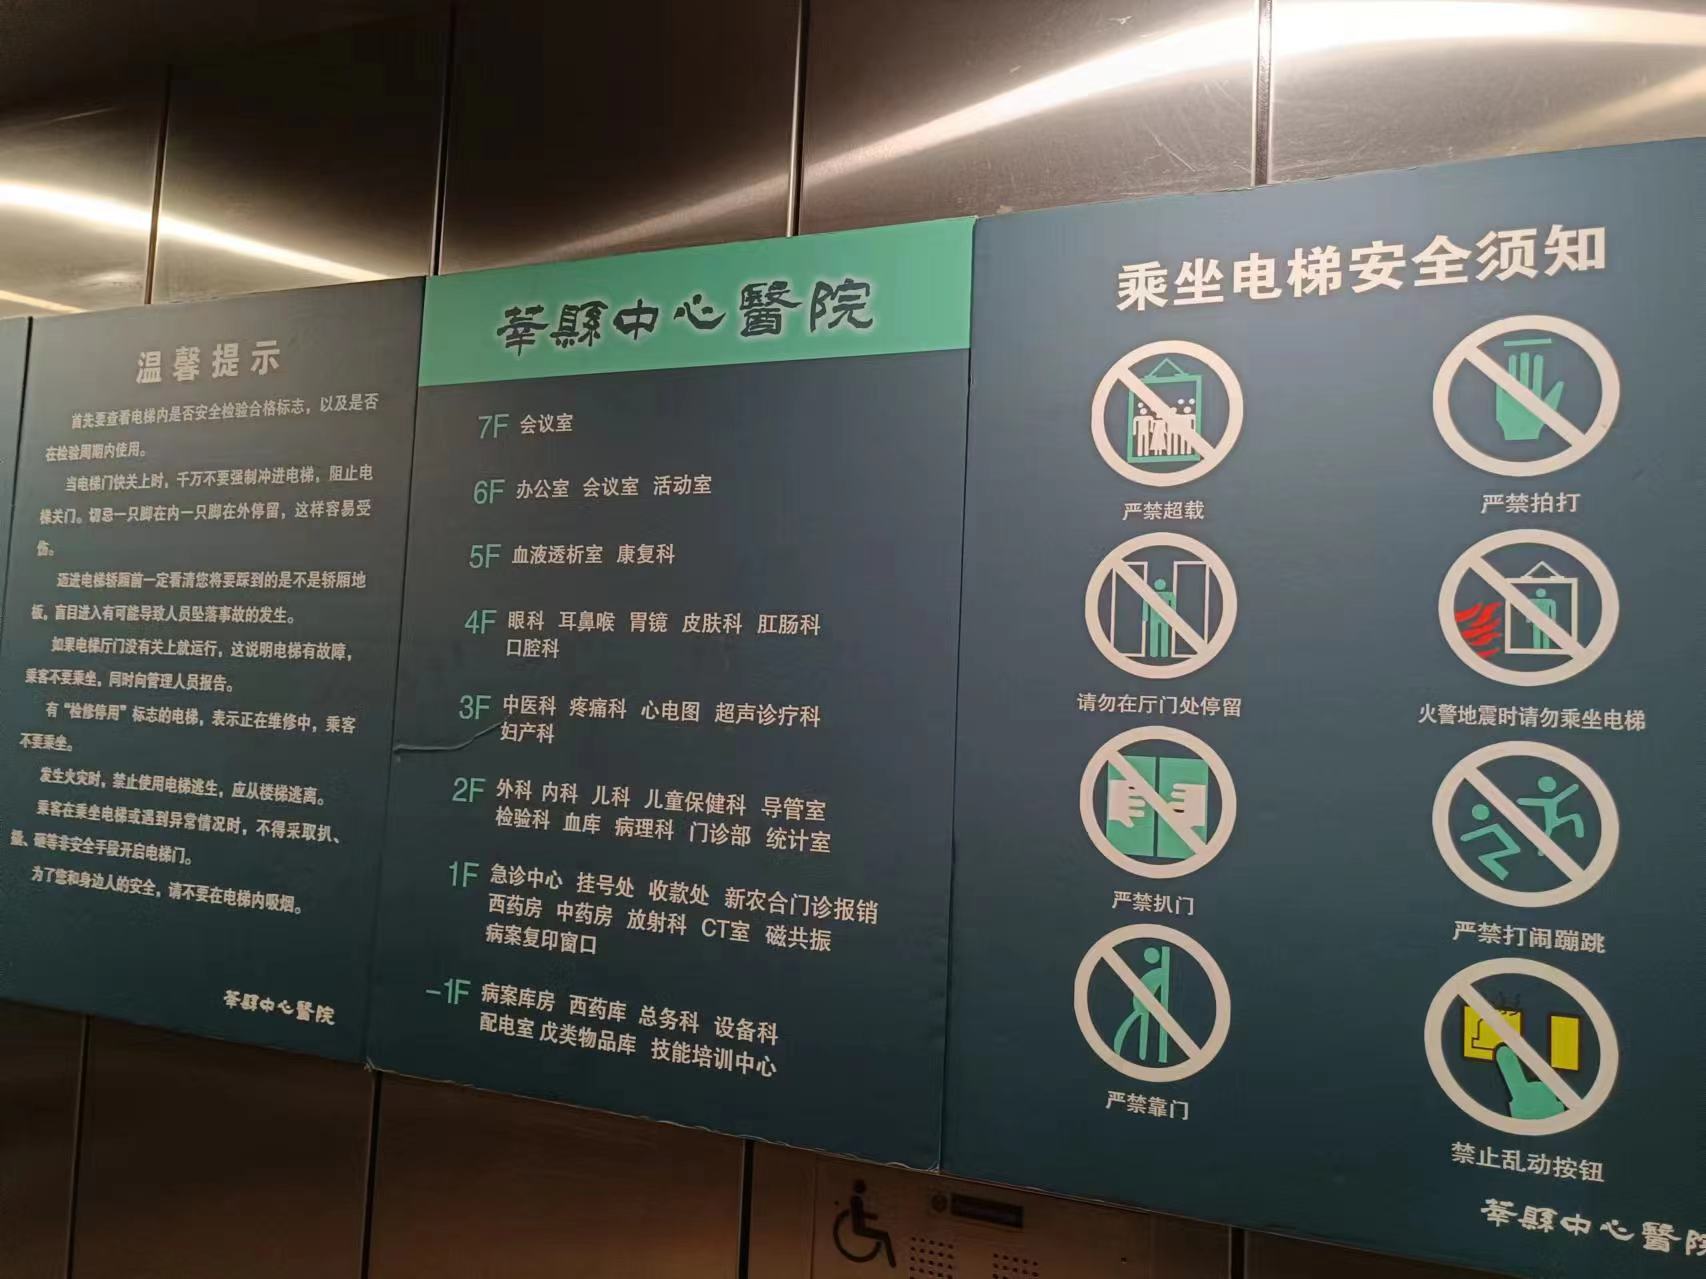 温馨提示
首先要查看电梯内是否安全检验合格标志，以及是否
在检验周期内使用。
当电梯门快关上时，千万不要强制冲进电梯，阻止电
梯关门。切忌一只脚在内一只脚在外停留，这样容易受
伤。
迈进电梯轿厢前一定看清您将要踩到的是不是轿厢地
板，盲目进入有可能导致人员坠落事故的发生。
如果电梯厅门没有关上就运行，这说明电梯有故障，
乘客不要乘坐，同时向管理人员报告。
有“检修停用”标志的电梯，表示正在维修中，乘客
不要乘坐。
发生火灾时，禁止使用电梯逃生，应从楼梯逃离。
乘客在乘坐电梯或遇到异常情况时，不得采取扒、
撬、砸等非安全手段开启电梯门。
为了您和身边人的安全，请不要在电梯内吸烟。
莘縣中心醫院
莘縣中心醫院
7F 会议室
6F 办公室 会议室 活动室
5F 血液透析室 康复科
4F 眼科 耳鼻喉 胃镜 皮肤科 肛肠科
口腔科
3F 中医科 疼痛科 心电图 超声诊疗科
妇产科
2F 外科 内科 儿科 儿童保健科 导管室
检验科 血库 病理科 门诊部 统计室
1F 急诊中心 挂号处 收款处 新农合门诊报销
西药房 中药房 放射科 CT室 磁共振
病案复印窗口
-1F 病案库房 西药库 总务科 设备科
配电室 戊类物品库 技能培训中心
乘坐电梯安全须知
严禁超载
严禁拍打
请勿在厅门处停留
火警地震时请勿乘坐电梯
严禁扒门
严禁打闹蹦跳
严禁靠门
禁止乱动按钮
莘縣中心醫院